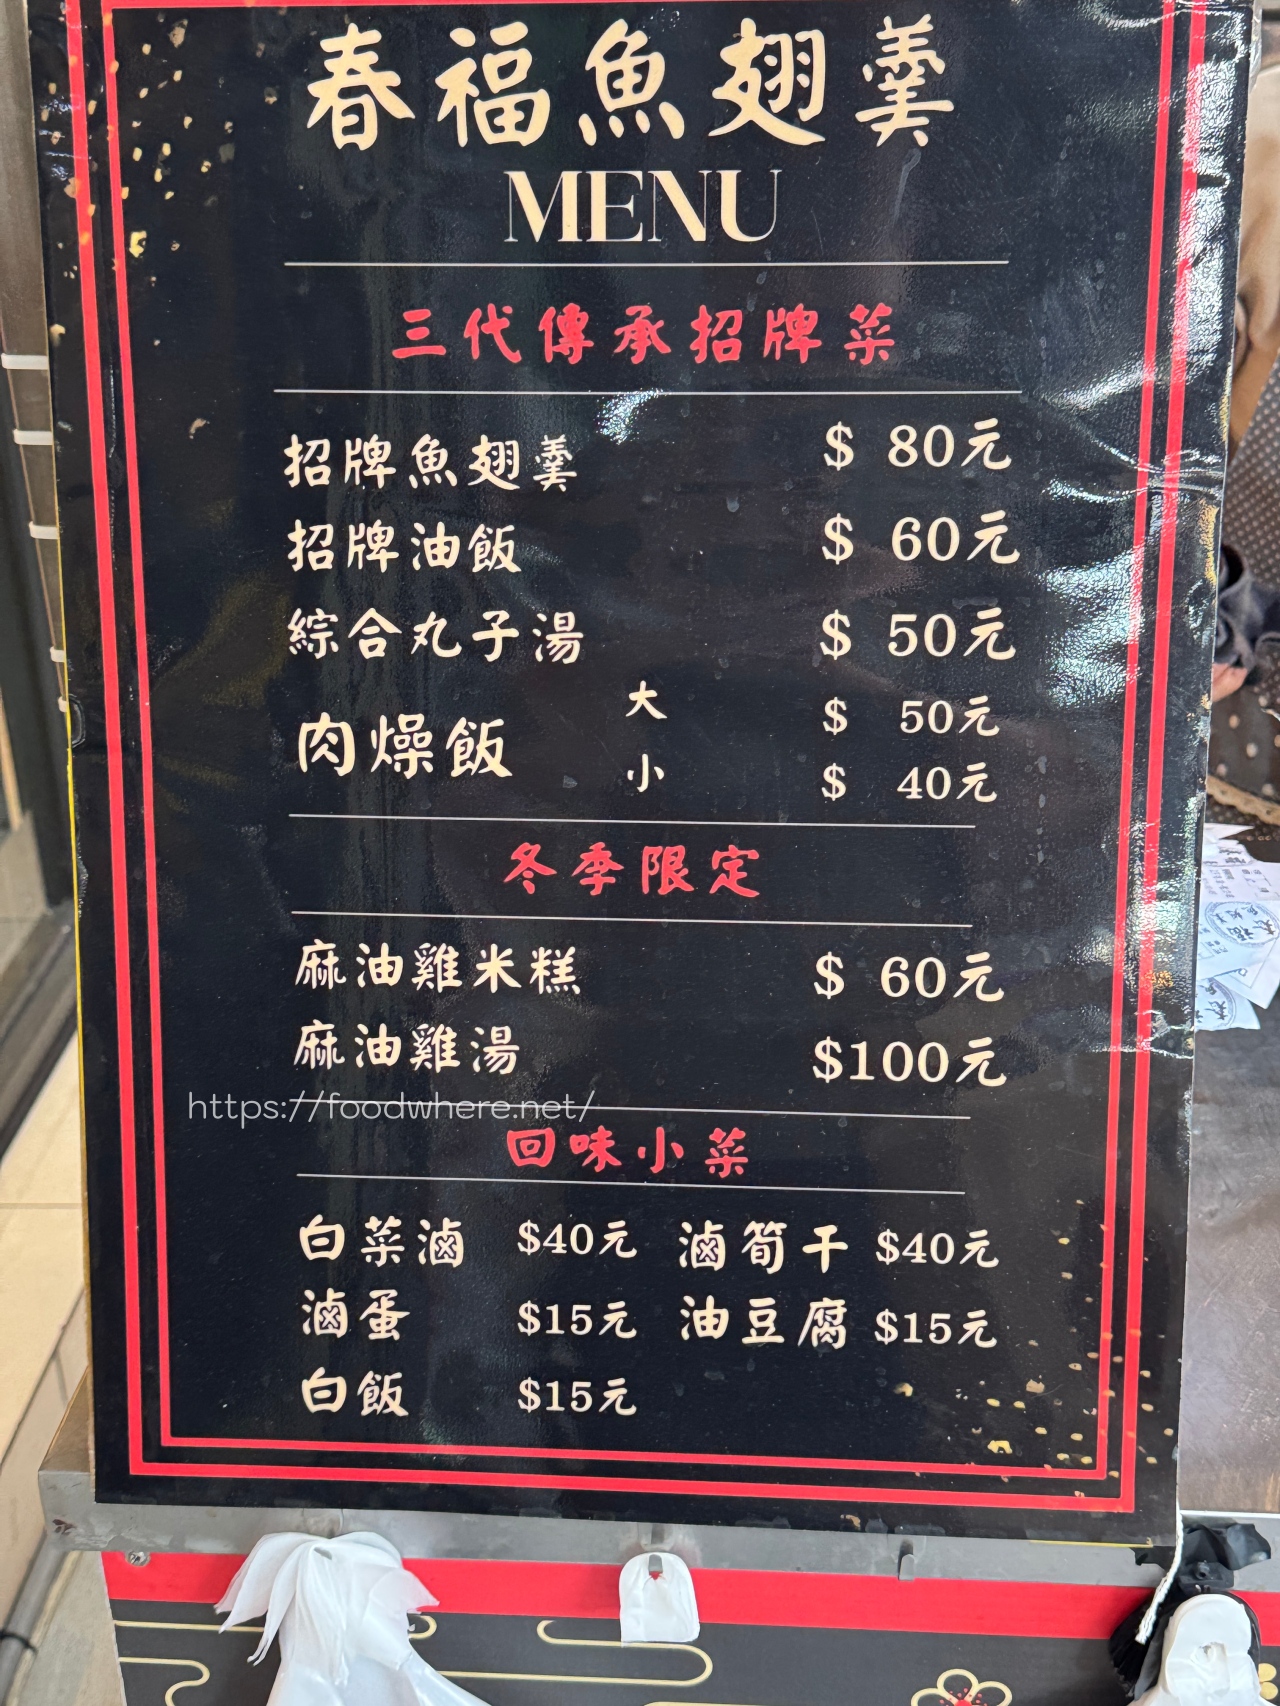 春福魚翅羹
MENU
三代傳承招牌菜
招牌魚翅羹 $ 80元
招牌油飯 $ 60元
綜合丸子湯 $ 50元
肉燥飯 大 $ 50元
小 $ 40元
冬季限定
麻油雞米糕 $ 60元
麻油雞湯 $100元
https://foodwhere.net/
回味小菜
白菜滷 $40元 滷筍干 $40元
滷蛋 $15元 油豆腐 $15元
白飯 $15元